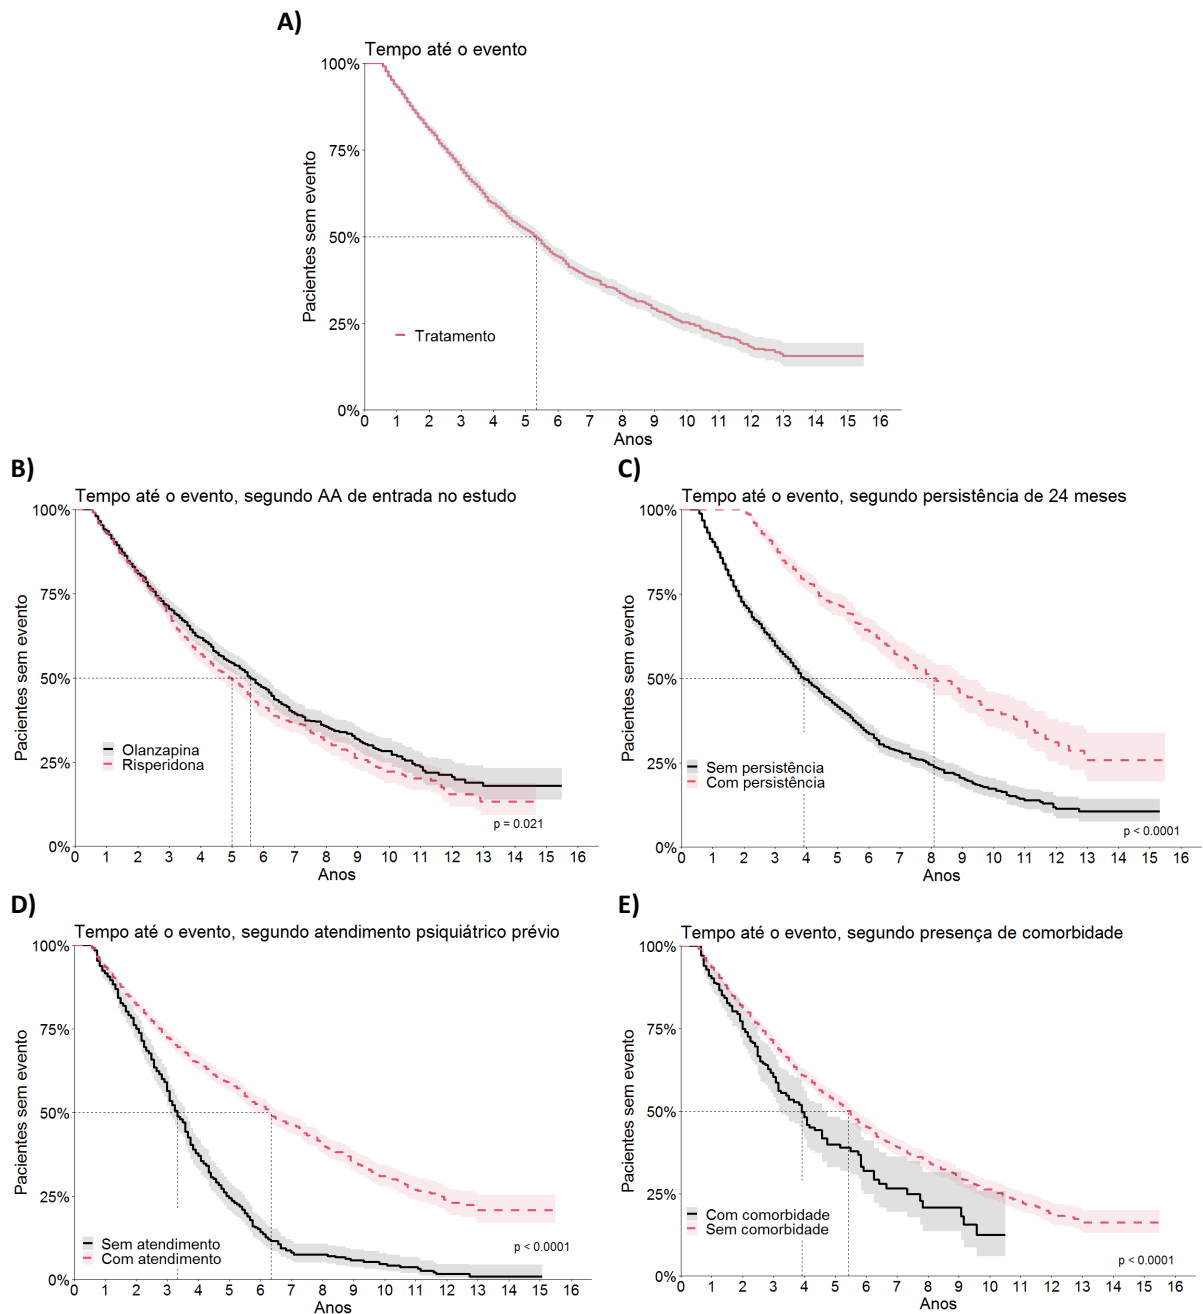 A)
Tempo até o evento
Pacientes sem evento
100%
75%
50%
25%
0%
Tratamento
0 1 2 3 4 5 6 7 8 9 10 11 12 13 14 15 16
Anos
B)
Tempo até o evento, segundo AA de entrada no estudo
Pacientes sem evento
100%
75%
50%
25%
0%
Olanzapina
Risperidona
p = 0.021
0 1 2 3 4 5 6 7 8 9 10 11 12 13 14 15 16
Anos
C)
Tempo até o evento, segundo persistência de 24 meses
Pacientes sem evento
100%
75%
50%
25%
0%
Sem persistência
Com persistência
p < 0.0001
0 1 2 3 4 5 6 7 8 9 10 11 12 13 14 15 16
Anos
D)
Tempo até o evento, segundo atendimento psiquiátrico prévio
Pacientes sem evento
100%
75%
50%
25%
0%
Sem atendimento
Com atendimento
p < 0.0001
0 1 2 3 4 5 6 7 8 9 10 11 12 13 14 15 16
Anos
E)
Tempo até o evento, segundo presença de comorbidade
Pacientes sem evento
100%
75%
50%
25%
0%
Com comorbidade
Sem comorbidade
p < 0.0001
0 1 2 3 4 5 6 7 8 9 10 11 12 13 14 15 16
Anos